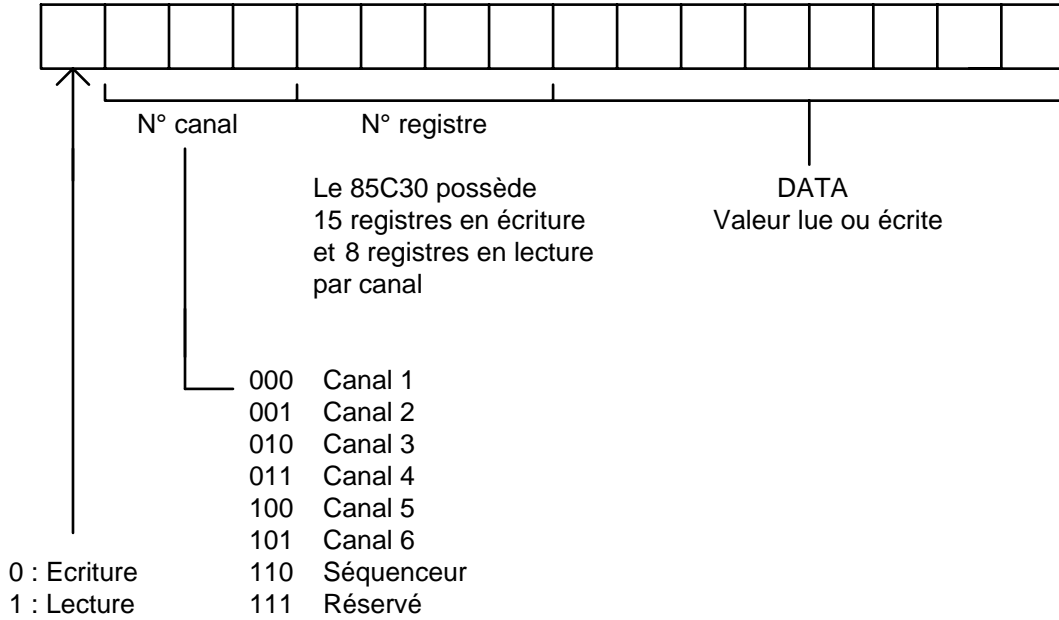 N° canal
N° registre
Le 85C30 possède
15 registres en écriture
et 8 registres en lecture
par canal
DATA
Valeur lue ou écrite
000 Canal 1
001 Canal 2
010 Canal 3
011 Canal 4
100 Canal 5
101 Canal 6
110 Séquenceur
111 Réservé
0 : Ecriture
1 : Lecture